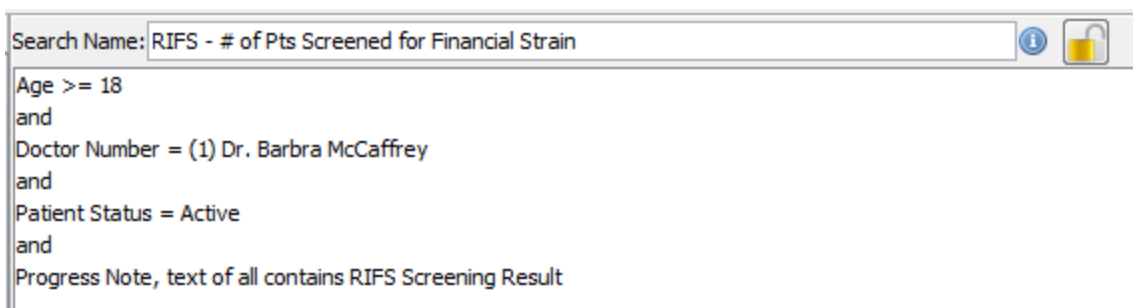 Search Name: RIFS - # of Pts Screened for Financial Strain
Age >= 18
and
Doctor Number = (1) Dr. Barbra McCaffrey
and
Patient Status = Active
and
Progress Note, text of all contains RIFS Screening Result